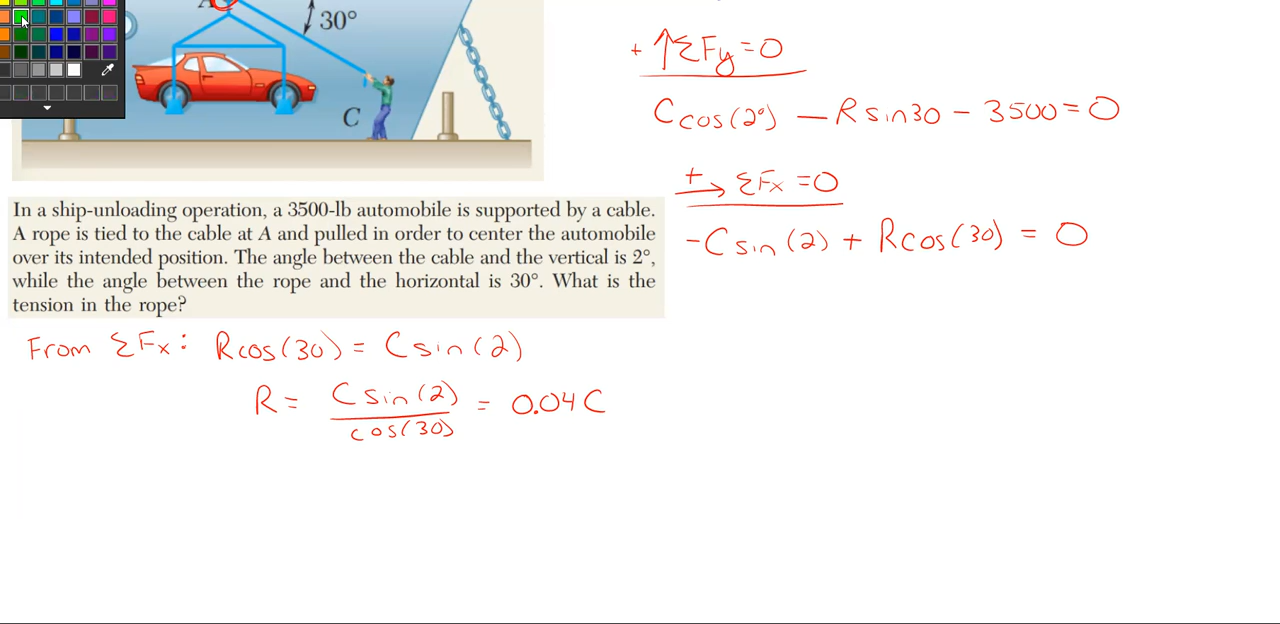 A
30°
C
In a ship-unloading operation, a 3500-lb automobile is supported by a cable.
A rope is tied to the cable at A and pulled in order to center the automobile
over its intended position. The angle between the cable and the vertical is 2°,
while the angle between the rope and the horizontal is 30°. What is the
tension in the rope?
+ ↑ΣFy=0
C cos(2°) - R sin30 - 3500=0
+→ ΣFx =0
-C sin(2) + R cos(30) = 0
From ΣFx: R cos(30) = C sin(2)
R = C sin(2) / cos(30) = 0.04 C